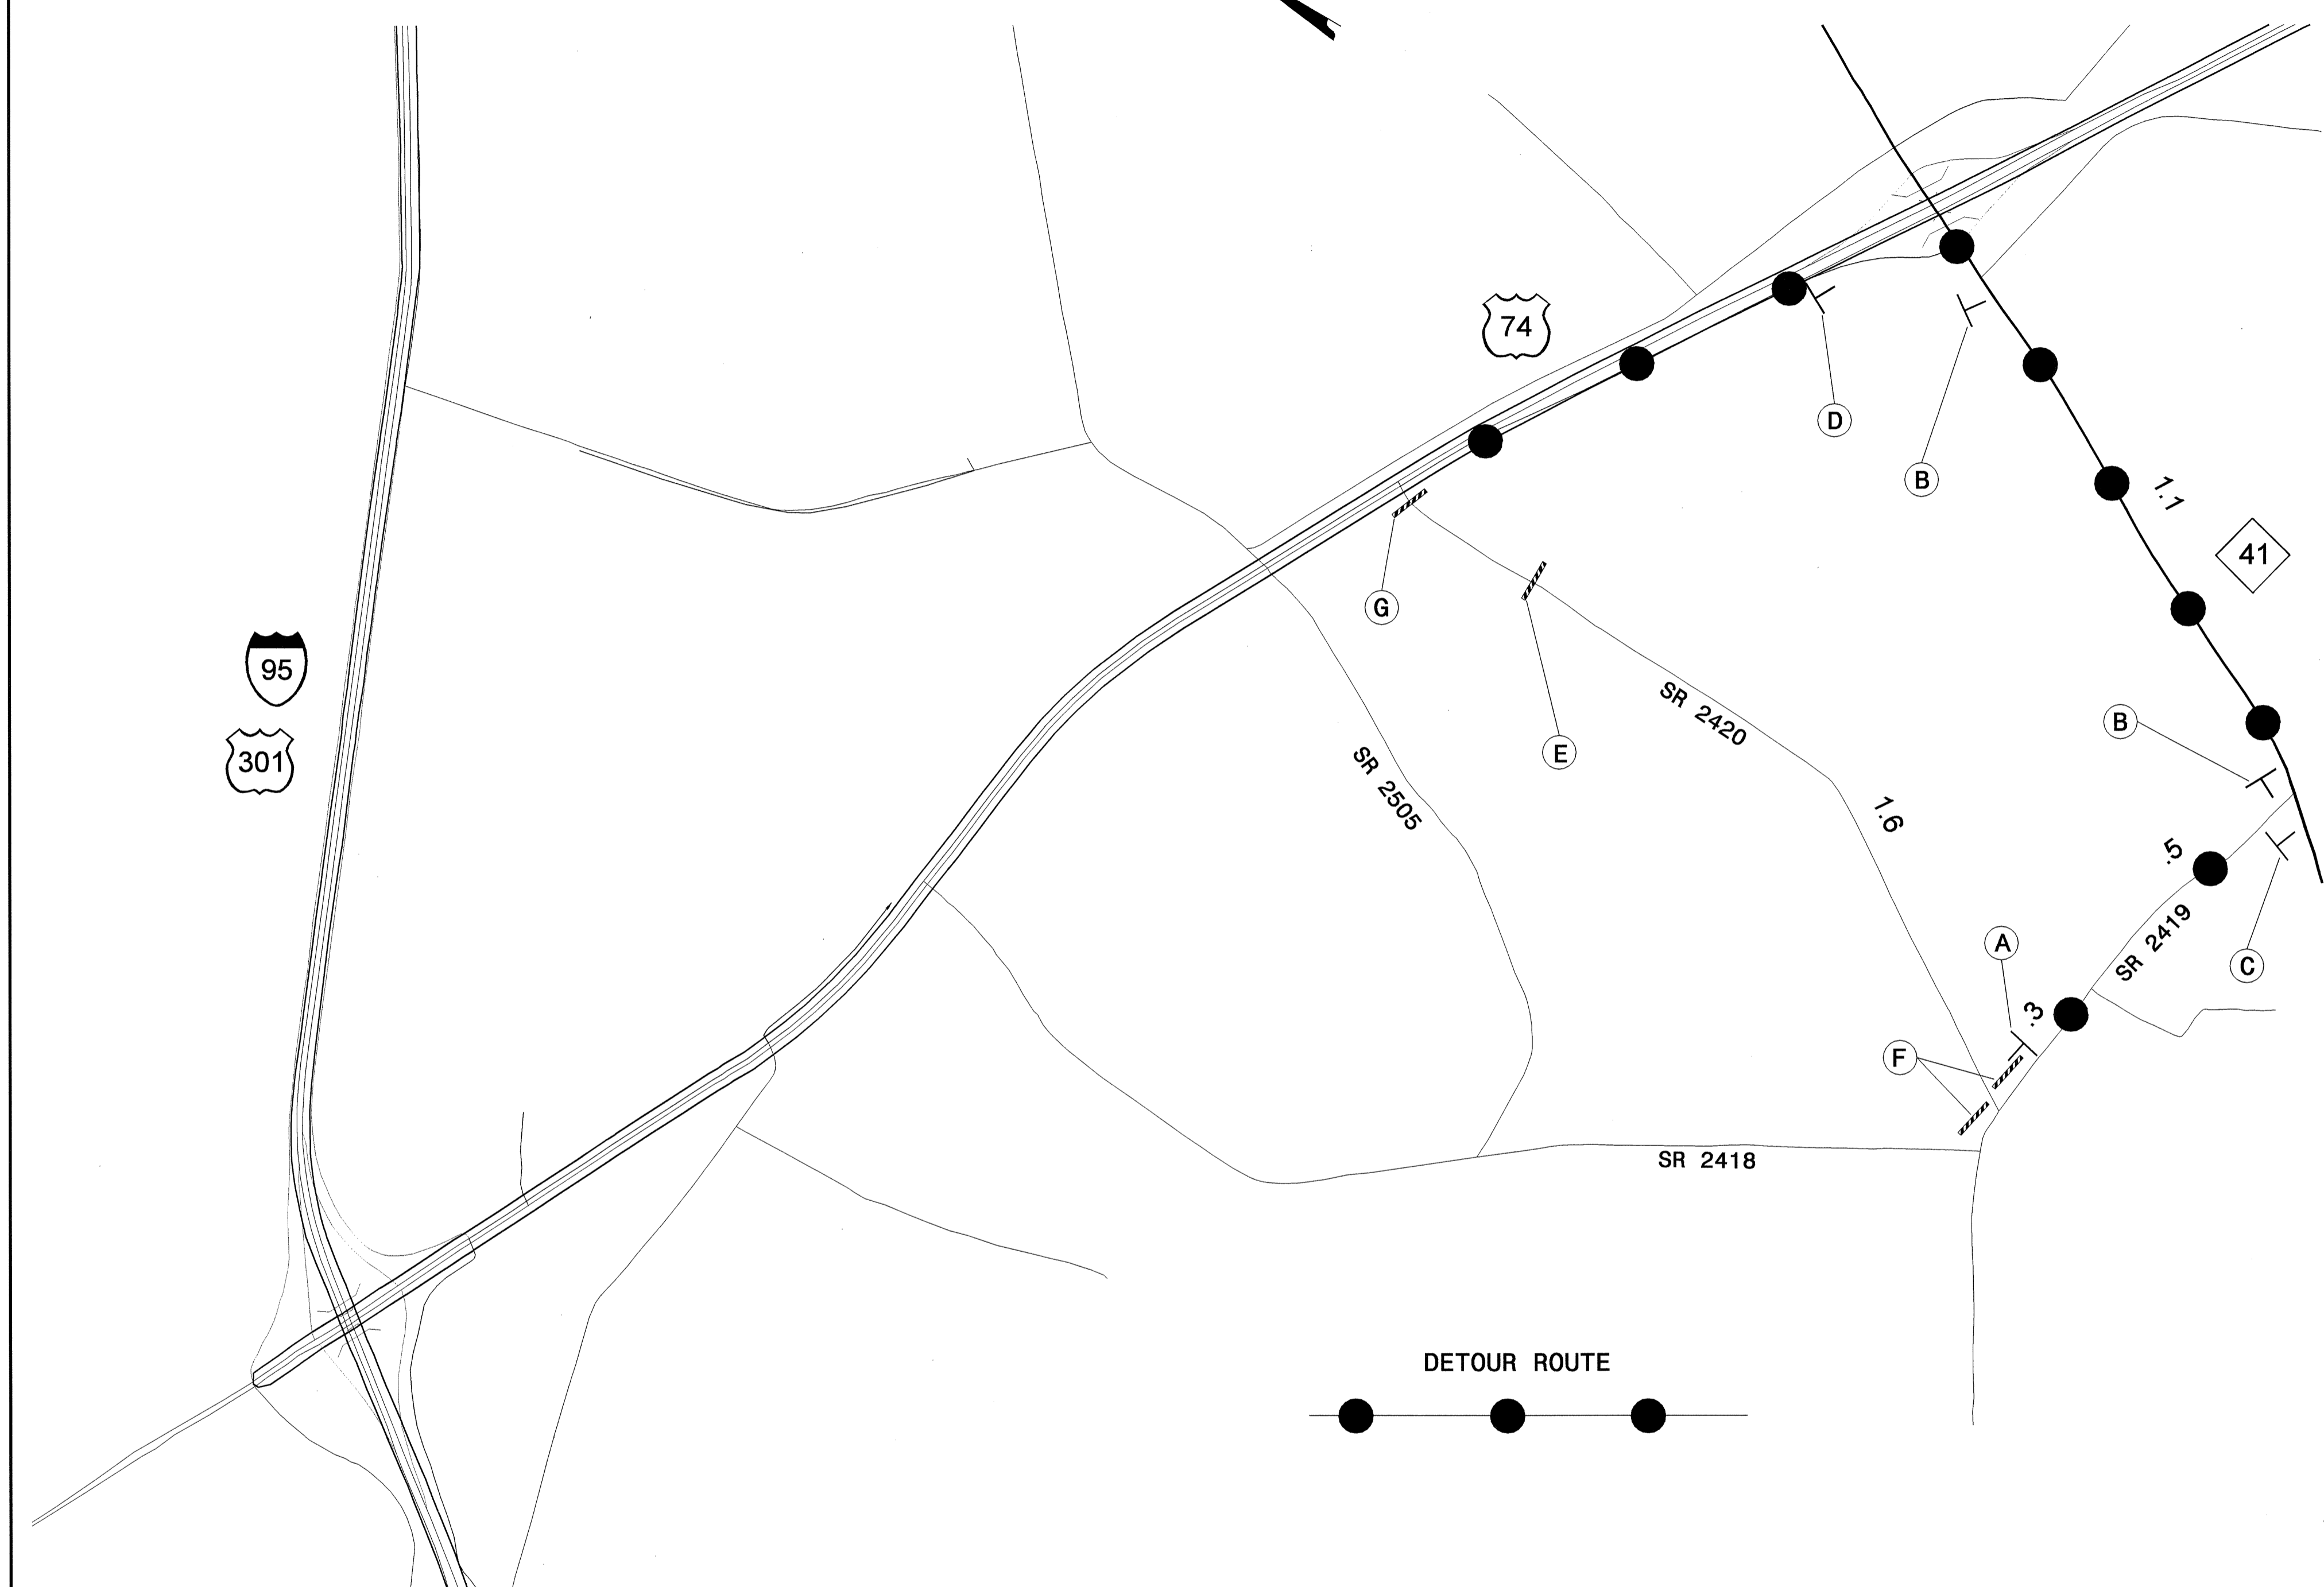 74
D
B
1.1
41
G
95
SR 2420
B
E
301
SR 2505
1.6
.5
SR 2419
A
C
.3
F
SR 2418
DETOUR ROUTE